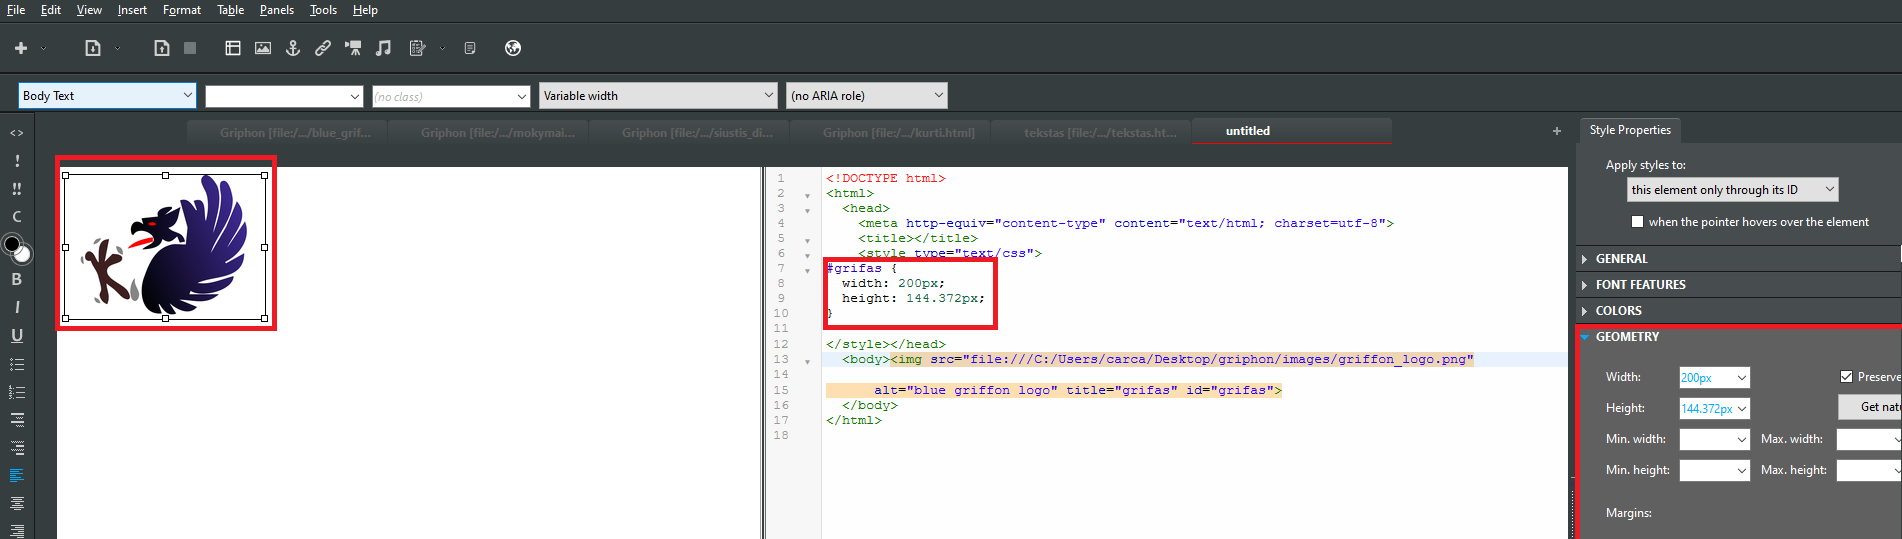 File Edit View Insert Format Table Panels Tools Help
Body Text (no class) Variable width (no ARIA role)
Griphon [file:/.../blue_grif... Griphon [file:/.../mokymai... Griphon [file:/.../siustis_di... Griphon [file:/.../kurti.html] tekstas [file:/.../tekstas.ht... untitled +
Style Properties
Apply styles to:
this element only through its ID
when the pointer hovers over the element
GENERAL
FONT FEATURES
COLORS
GEOMETRY
Width: 200px Preserve
Height: 144.372px Get natu
Min. width: Max. width:
Min. height: Max. height:
Margins:
<> 
!
!!
C
B
I
U
K
1 <!DOCTYPE html>
2 <html>
3 <head>
4 <meta http-equiv="content-type" content="text/html; charset=utf-8">
5 <title></title>
6 <style type="text/css">
7 #grifas {
8 width: 200px;
9 height: 144.372px;
10 }
11
12 </style></head>
13 <body><img src="file:///C:/Users/carca/Desktop/griphon/images/griffon_logo.png"
14
15 alt="blue griffon logo" title="grifas" id="grifas">
16 </body>
17 </html>
18